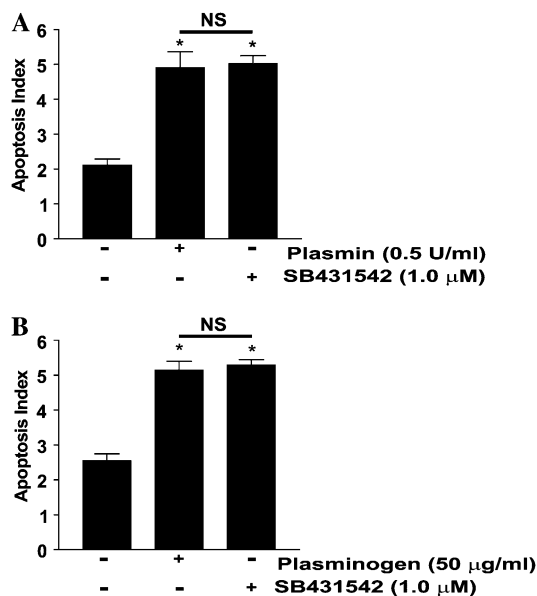 A
NS
* *
Apoptosis Index
6
5
4
3
2
1
0
- + - Plasmin (0.5 U/ml)
- - + SB431542 (1.0 μM)
B
NS
* *
Apoptosis Index
6
5
4
3
2
1
0
- + - Plasminogen (50 μg/ml)
- - + SB431542 (1.0 μM)